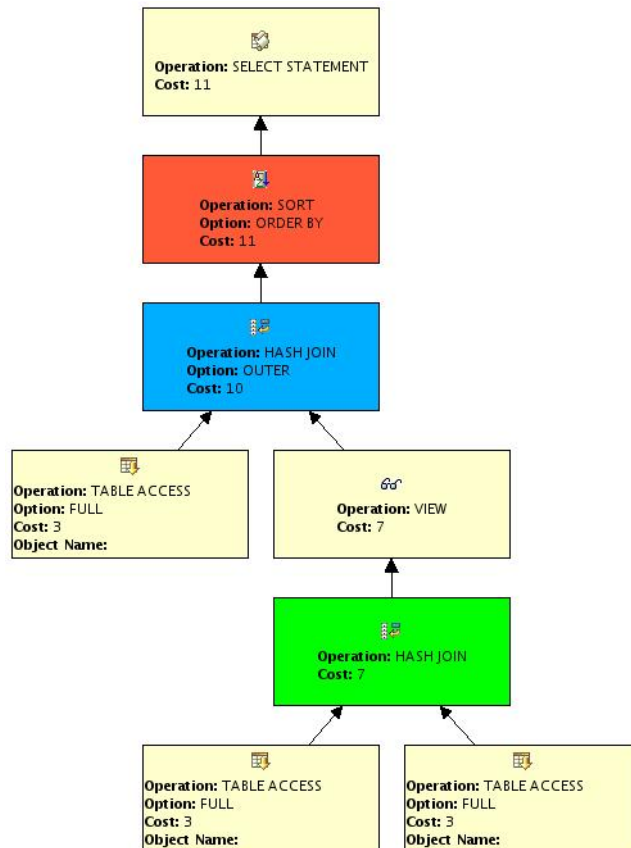 Operation: SELECT STATEMENT
Cost: 11
Operation: SORT
Option: ORDER BY
Cost: 11
Operation: HASH JOIN
Option: OUTER
Cost: 10
Operation: TABLE ACCESS
Option: FULL
Cost: 3
Object Name:
Operation: VIEW
Cost: 7
Operation: HASH JOIN
Cost: 7
Operation: TABLE ACCESS
Option: FULL
Cost: 3
Object Name:
Operation: TABLE ACCESS
Option: FULL
Cost: 3
Object Name: